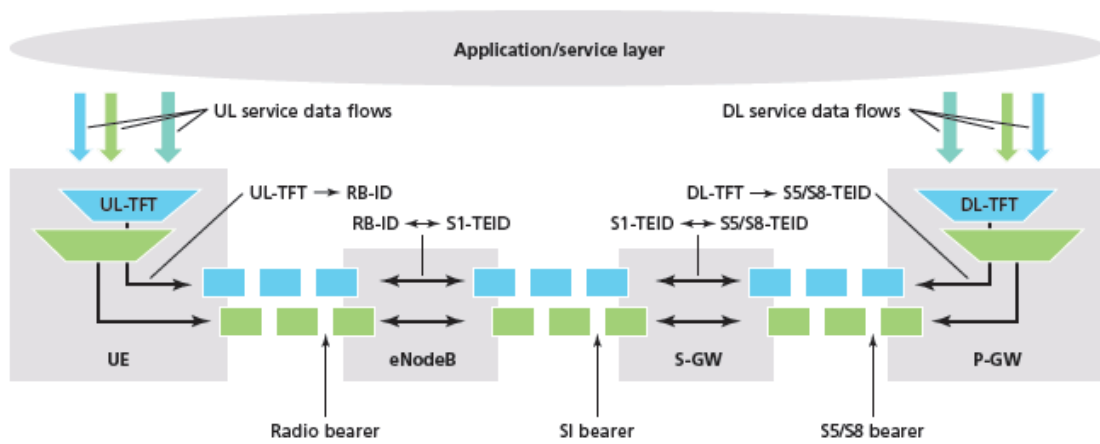 Application/service layer
UL service data flows
DL service data flows
UL-TFT → RB-ID
DL-TFT → S5/S8-TEID
UL-TFT
DL-TFT
RB-ID ↔ S1-TEID
S1-TEID ↔ S5/S8-TEID
UE
eNodeB
S-GW
P-GW
Radio bearer
SI bearer
S5/S8 bearer